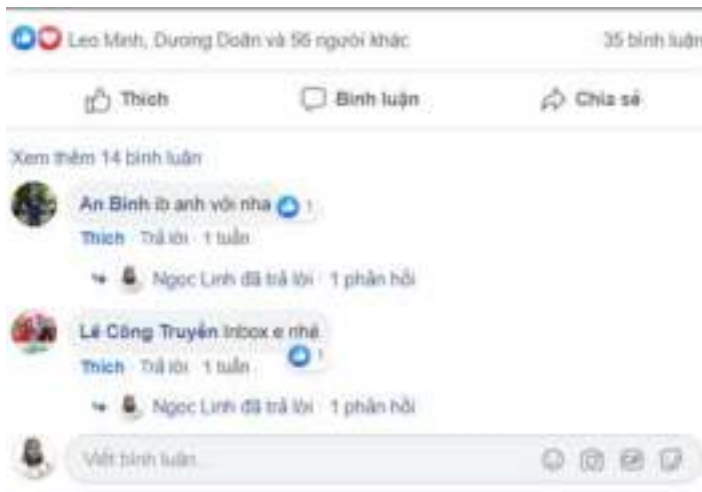 Leo Minh, Dương Doãn và 56 người khác 35 bình luận
Thích Bình luận Chia sẻ
Xem thêm 14 bình luận
An Bình ib anh với nha 1
Thích Trả lời 1 tuần
Ngọc Linh đã trả lời · 1 phản hồi
Lê Công Truyền Inbox e nhé
1
Thích Trả lời 1 tuần
Ngọc Linh đã trả lời · 1 phản hồi
Viết bình luận...